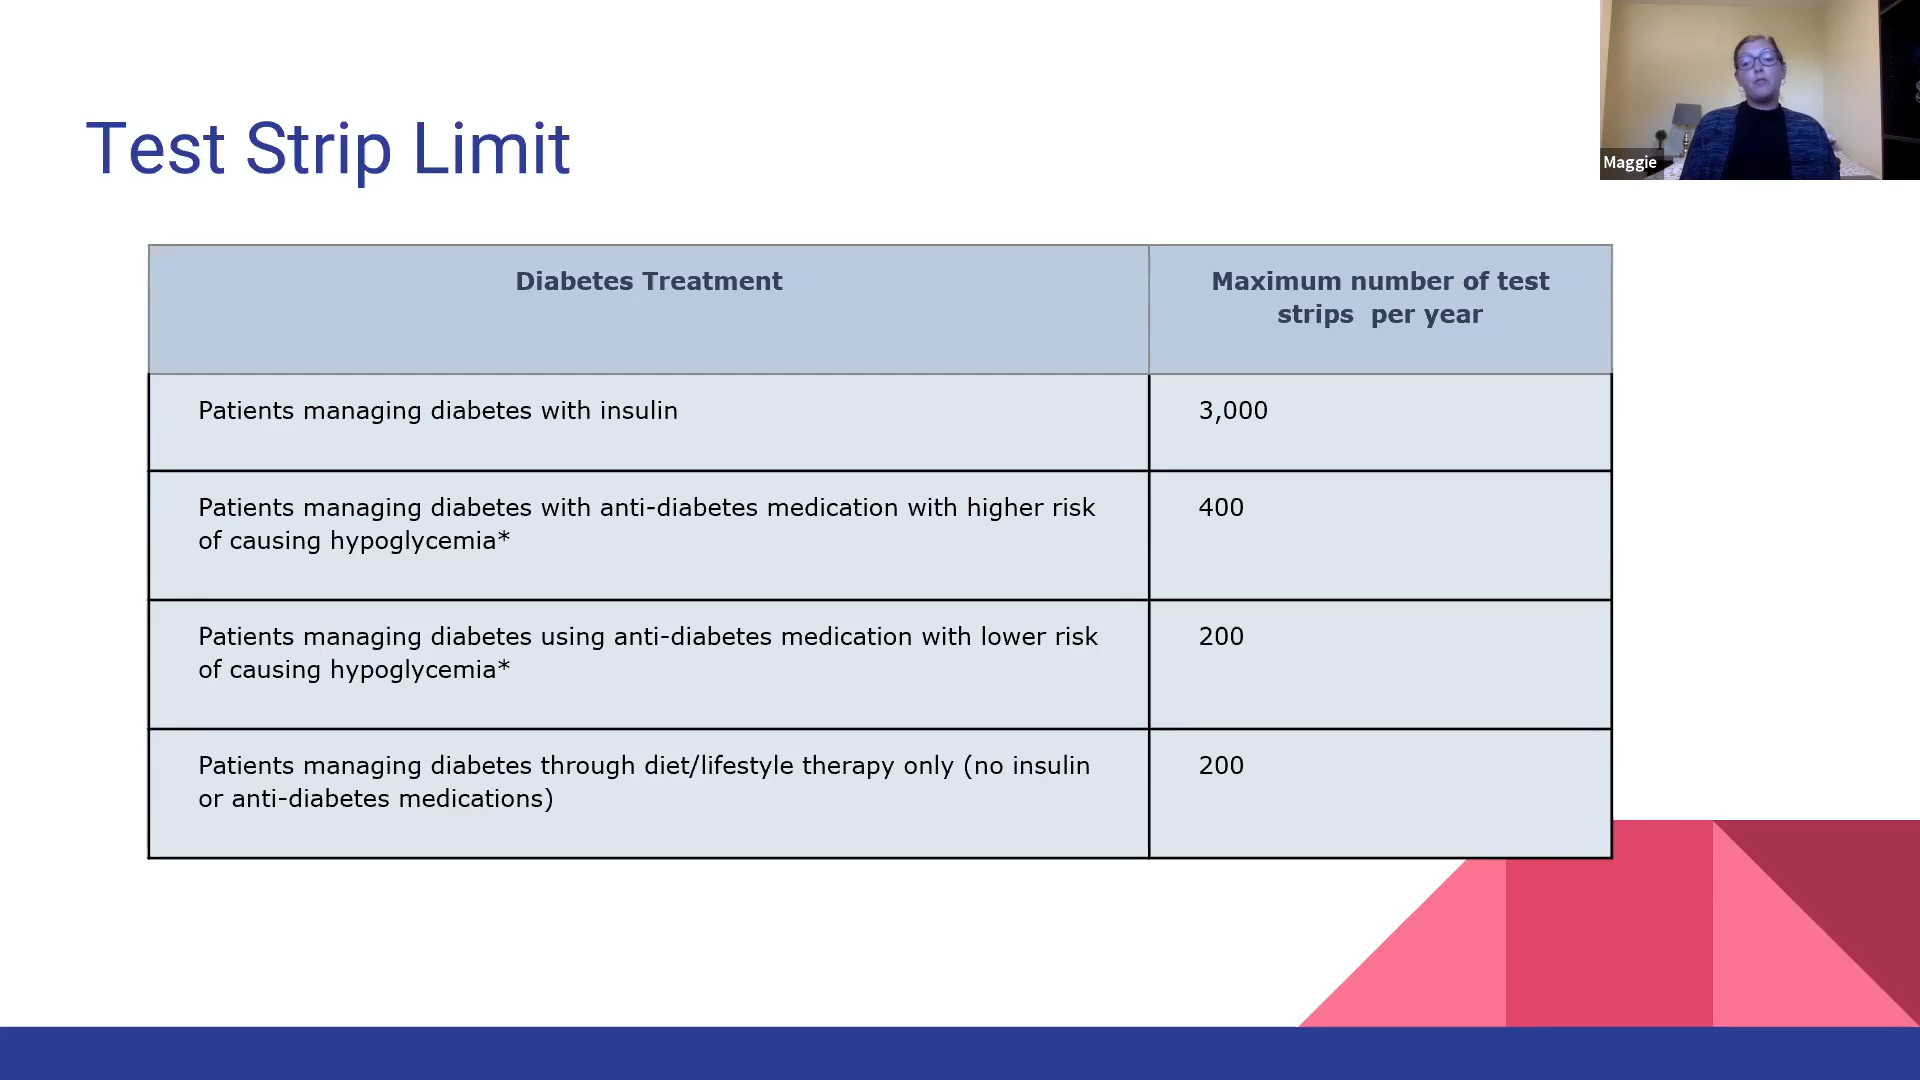 Maggie
Test Strip Limit
Diabetes Treatment
Maximum number of test
strips  per year
Patients managing diabetes with insulin
3,000
Patients managing diabetes with anti-diabetes medication with higher risk
of causing hypoglycemia*
400
Patients managing diabetes using anti-diabetes medication with lower risk
of causing hypoglycemia*
200
Patients managing diabetes through diet/lifestyle therapy only (no insulin
or anti-diabetes medications)
200